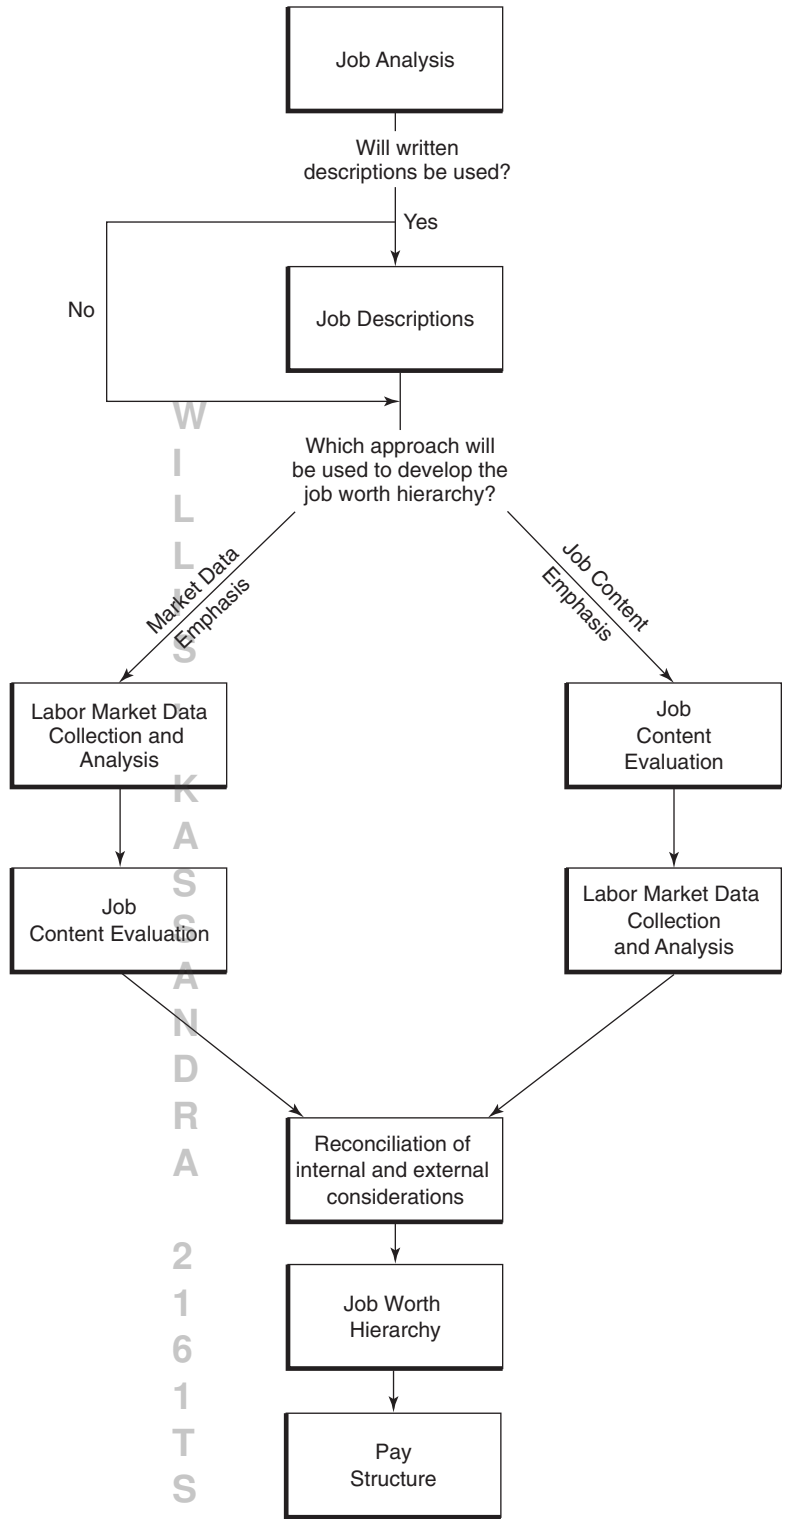 Job Analysis
Will written
descriptions be used?
Yes
No
Job Descriptions
Which approach will
be used to develop the
job worth hierarchy?
Market Data
Emphasis
Job Content
Emphasis
Labor Market Data
Collection and
Analysis
Job
Content
Evaluation
Job
Content Evaluation
Labor Market Data
Collection
and Analysis
Reconciliation of
internal and external
considerations
Job Worth
Hierarchy
Pay
Structure
W
I
L
L
I
S
,
K
A
S
S
A
N
D
R
A
2
1
6
1
T
S